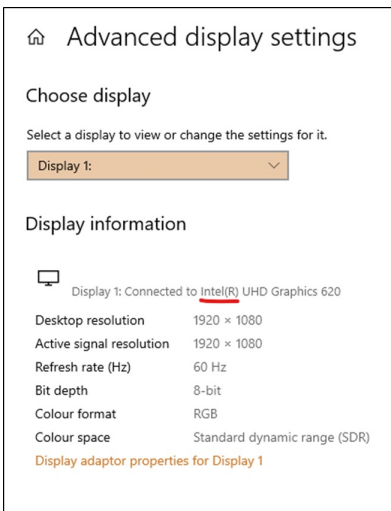 Advanced display settings
Choose display
Select a display to view or change the settings for it.
Display 1:
Display information
Display 1: Connected to Intel(R) UHD Graphics 620
Desktop resolution 1920 × 1080
Active signal resolution 1920 × 1080
Refresh rate (Hz) 60 Hz
Bit depth 8-bit
Colour format RGB
Colour space Standard dynamic range (SDR)
Display adaptor properties for Display 1